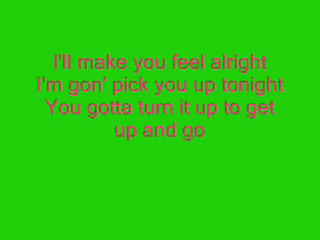 I'll make you feel alright
I'm gon' pick you up tonight
You gotta turn it up to get
up and go